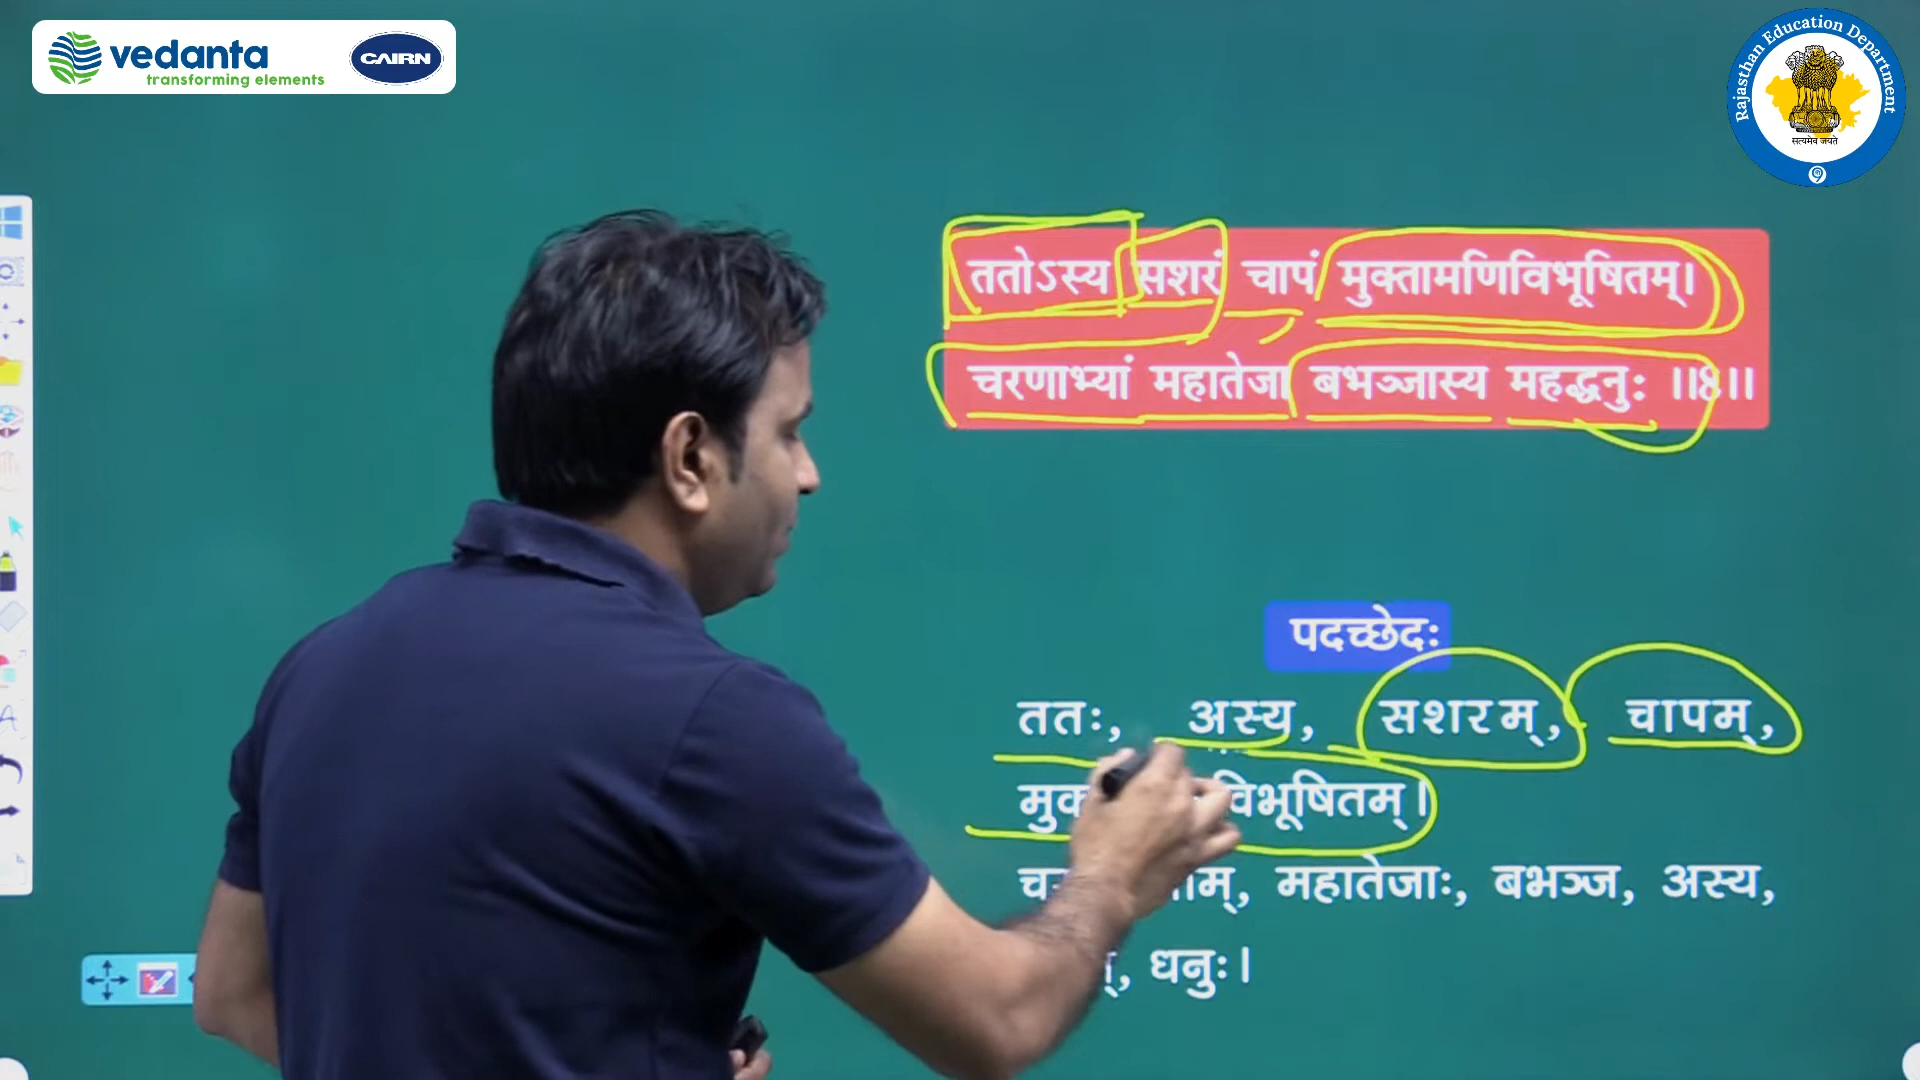 vedanta
transforming elements
CAIRN
Rajasthan Education Department
सत्यमेव जयते
ततोऽस्य सशरं चापं मुक्तामणिविभूषितम्।
चरणाभ्यां महातेजा बभञ्जास्य महद्धनुः ।।8।।
पदच्छेदः
ततः, अस्य, सशरम्, चापम्,
विभूषितम्।
महातेजाः, बभञ्ज, अस्य,
धनुः।